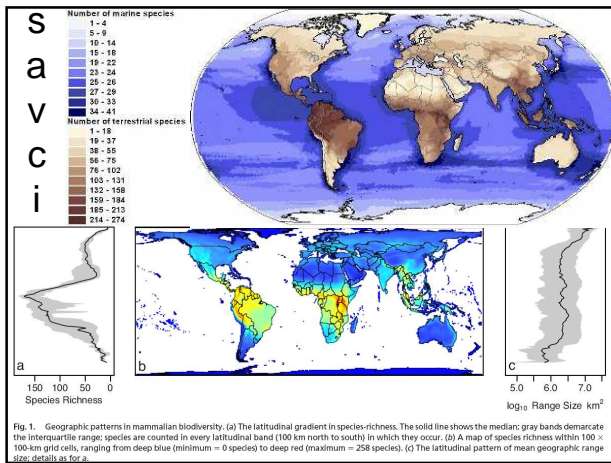 s
a
v
c
i
Number of marine species
1 - 4
5 - 9
10 - 14
15 - 18
19 - 22
23 - 24
25 - 26
27 - 29
30 - 33
34 - 41
Number of terrestrial species
1 - 18
19 - 37
38 - 55
56 - 75
76 - 102
103 - 131
132 - 158
159 - 184
185 - 213
214 - 274
a
150 100 50 0
Species Richness
b
c
5.0 6.0 7.0
log10 Range Size km2
Fig. 1. Geographic patterns in mammalian biodiversity. (a) The latitudinal gradient in species-richness. The solid line shows the median; gray bands demarcate
the interquartile range; species are counted in every latitudinal band (100 km north to south) in which they occur. (b) A map of species richness within 100 ×
100-km grid cells, ranging from deep blue (minimum = 0 species) to deep red (maximum = 258 species). (c) The latitudinal pattern of mean geographic range
size; details as for a.